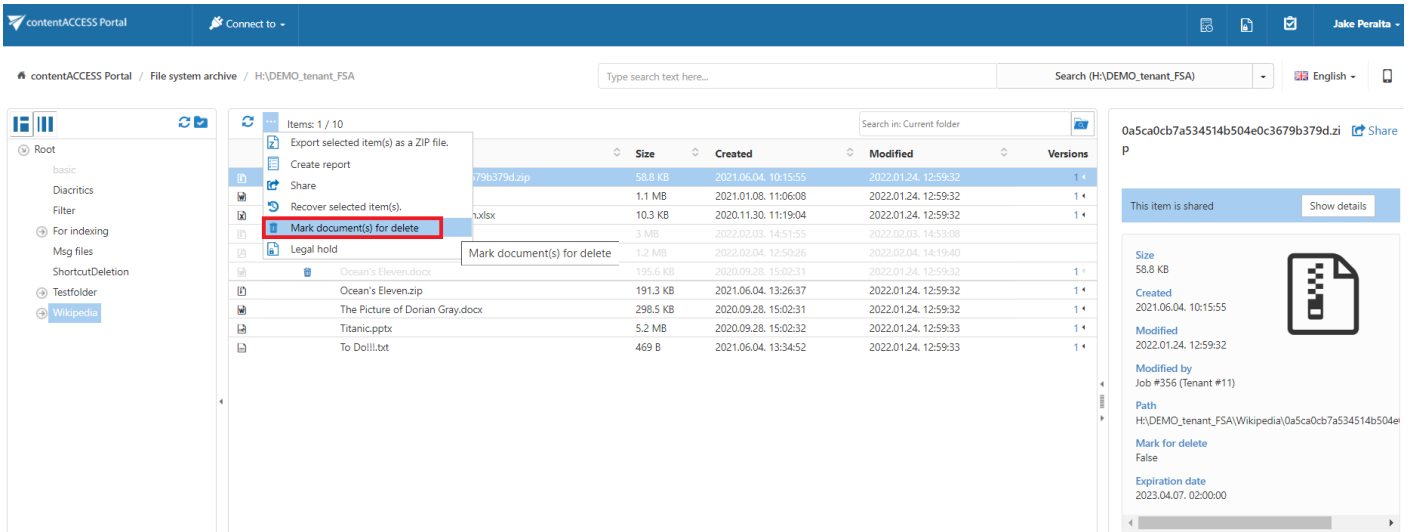 contentACCESS Portal
Connect to
Jake Peralta
contentACCESS Portal / File system archive / H:\DEMO_tenant_FSA
Type search text here...
Search (H:\DEMO_tenant_FSA)
English
Items: 1 / 10
Search in: Current folder
Root
basic
Diacritics
Filter
For indexing
Msg files
ShortcutDeletion
Testfolder
Wikipedia
Export selected item(s) as a ZIP file.
Create report
Share
Recover selected item(s).
Mark document(s) for delete
Legal hold
Mark document(s) for delete
Size Created Modified Versions
679b379d.zip 58.8 KB 2021.06.04. 10:15:55 2022.01.24. 12:59:32 1
1.1 MB 2021.01.08. 11:06:08 2022.01.24. 12:59:32 1
n.xlsx 10.3 KB 2020.11.30. 11:19:04 2022.01.24. 12:59:32 1
3 MB 2022.02.03. 14:51:55 2022.02.03. 14:53:08
1.2 MB 2022.02.04. 12:50:26 2022.02.04. 14:19:40
Ocean's Eleven.docx 195.6 KB 2020.09.28. 15:02:31 2022.01.24. 12:59:32 1
Ocean's Eleven.zip 191.3 KB 2021.06.04. 13:26:37 2022.01.24. 12:59:32 1
The Picture of Dorian Gray.docx 298.5 KB 2020.09.28. 15:02:31 2022.01.24. 12:59:32 1
Titanic.pptx 5.2 MB 2020.09.28. 15:02:32 2022.01.24. 12:59:33 1
To Do!!!.txt 469 B 2021.06.04. 13:34:52 2022.01.24. 12:59:33 1
0a5ca0cb7a534514b504e0c3679b379d.zi
p
Share
This item is shared
Show details
Size
58.8 KB
Created
2021.06.04. 10:15:55
Modified
2022.01.24. 12:59:32
Modified by
Job #356 (Tenant #11)
Path
H:\DEMO_tenant_FSA\Wikipedia\0a5ca0cb7a534514b504e
Mark for delete
False
Expiration date
2023.04.07. 02:00:00